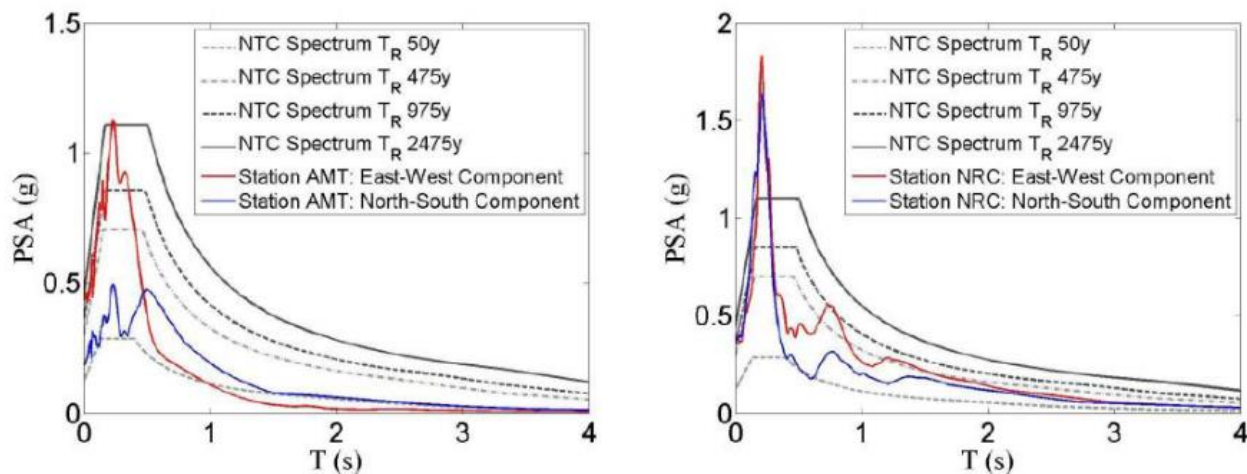 1.5
1
0.5
0
PSA (g)
0 1 2 3 4
T (s)
NTC Spectrum T_R 50y
NTC Spectrum T_R 475y
NTC Spectrum T_R 975y
NTC Spectrum T_R 2475y
Station AMT: East-West Component
Station AMT: North-South Component
2
1.5
1
0.5
0
PSA (g)
0 1 2 3 4
T (s)
NTC Spectrum T_R 50y
NTC Spectrum T_R 475y
NTC Spectrum T_R 975y
NTC Spectrum T_R 2475y
Station NRC: East-West Component
Station NRC: North-South Component